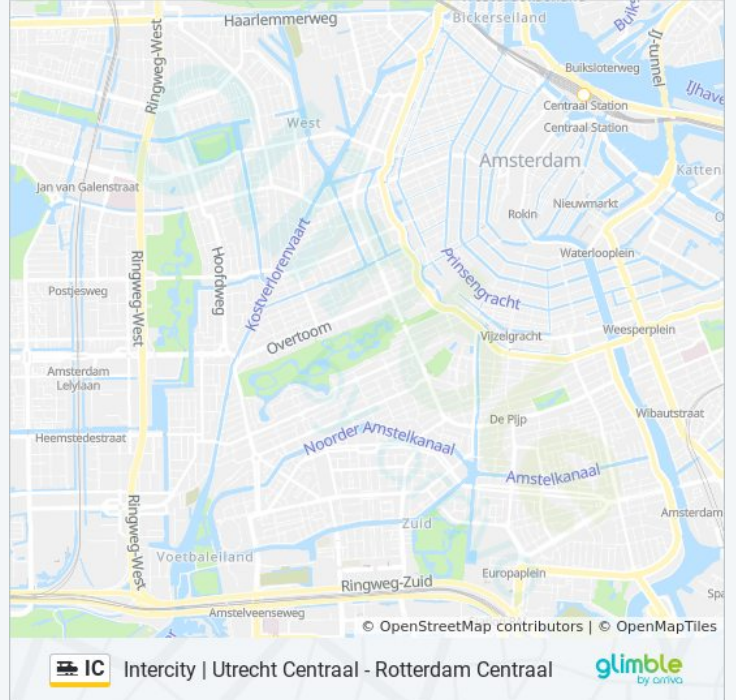 Haarlemmerweg
Bickerseiland
Buiks
IJ-tunnel
Ringweg-West
Buiksloterweg
IJhave
Centraal Station
Centraal Station
West
Amsterdam
Katten
Jan van Galenstraat
Nieuwmarkt
Rokin
O
Hoofdweg
Kostverlorenvaart
Waterlooplein
Prinsengracht
Ringweg-West
Postjesweg
Overtoom
Vijzelgracht
Weesperplein
Amsterdam
Lelylaan
Wibautstraat
De Pijp
Heemstedestraat
Noorder Amstelkanaal
Amstelkanaal
Ringweg-West
Amsterdam
Zuid
Voetbaleiland
Europaplein
Ringweg-Zuid
Spa
Amstelveenseweg
er
© OpenStreetMap contributors | © OpenMapTiles
IC Intercity | Utrecht Centraal - Rotterdam Centraal
glimble
by arriva